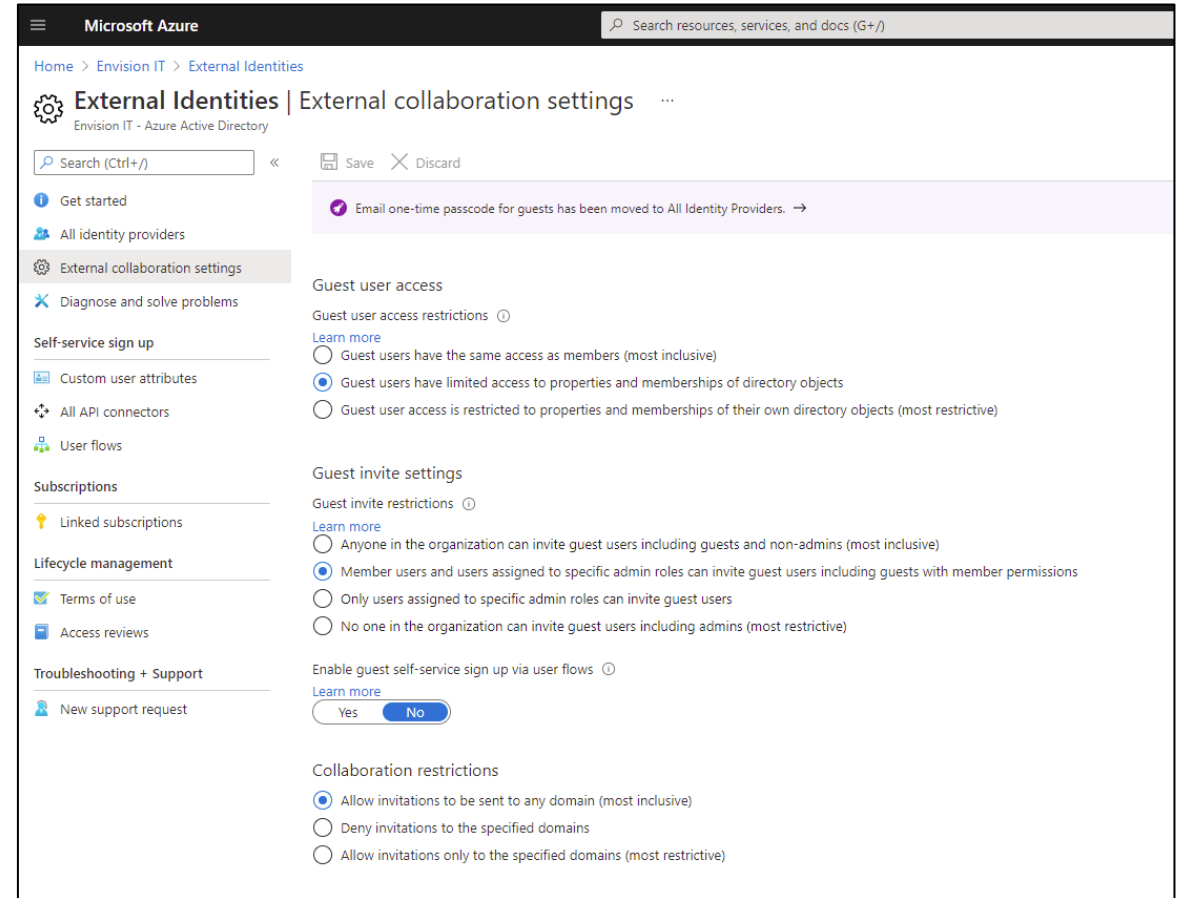 Microsoft Azure
Search resources, services, and docs (G+/)
Home > Envision IT > External Identities
External Identities | External collaboration settings ...
Envision IT - Azure Active Directory
Search (Ctrl+/)
«
Save
Discard
Get started
All identity providers
External collaboration settings
Diagnose and solve problems
Self-service sign up
Custom user attributes
All API connectors
User flows
Subscriptions
Linked subscriptions
Lifecycle management
Terms of use
Access reviews
Troubleshooting + Support
New support request
Email one-time passcode for guests has been moved to All Identity Providers. →
Guest user access
Guest user access restrictions
Learn more
Guest users have the same access as members (most inclusive)
Guest users have limited access to properties and memberships of directory objects
Guest user access is restricted to properties and memberships of their own directory objects (most restrictive)
Guest invite settings
Guest invite restrictions
Learn more
Anyone in the organization can invite guest users including guests and non-admins (most inclusive)
Member users and users assigned to specific admin roles can invite guest users including guests with member permissions
Only users assigned to specific admin roles can invite guest users
No one in the organization can invite guest users including admins (most restrictive)
Enable guest self-service sign up via user flows
Learn more
Yes No
Collaboration restrictions
Allow invitations to be sent to any domain (most inclusive)
Deny invitations to the specified domains
Allow invitations only to the specified domains (most restrictive)